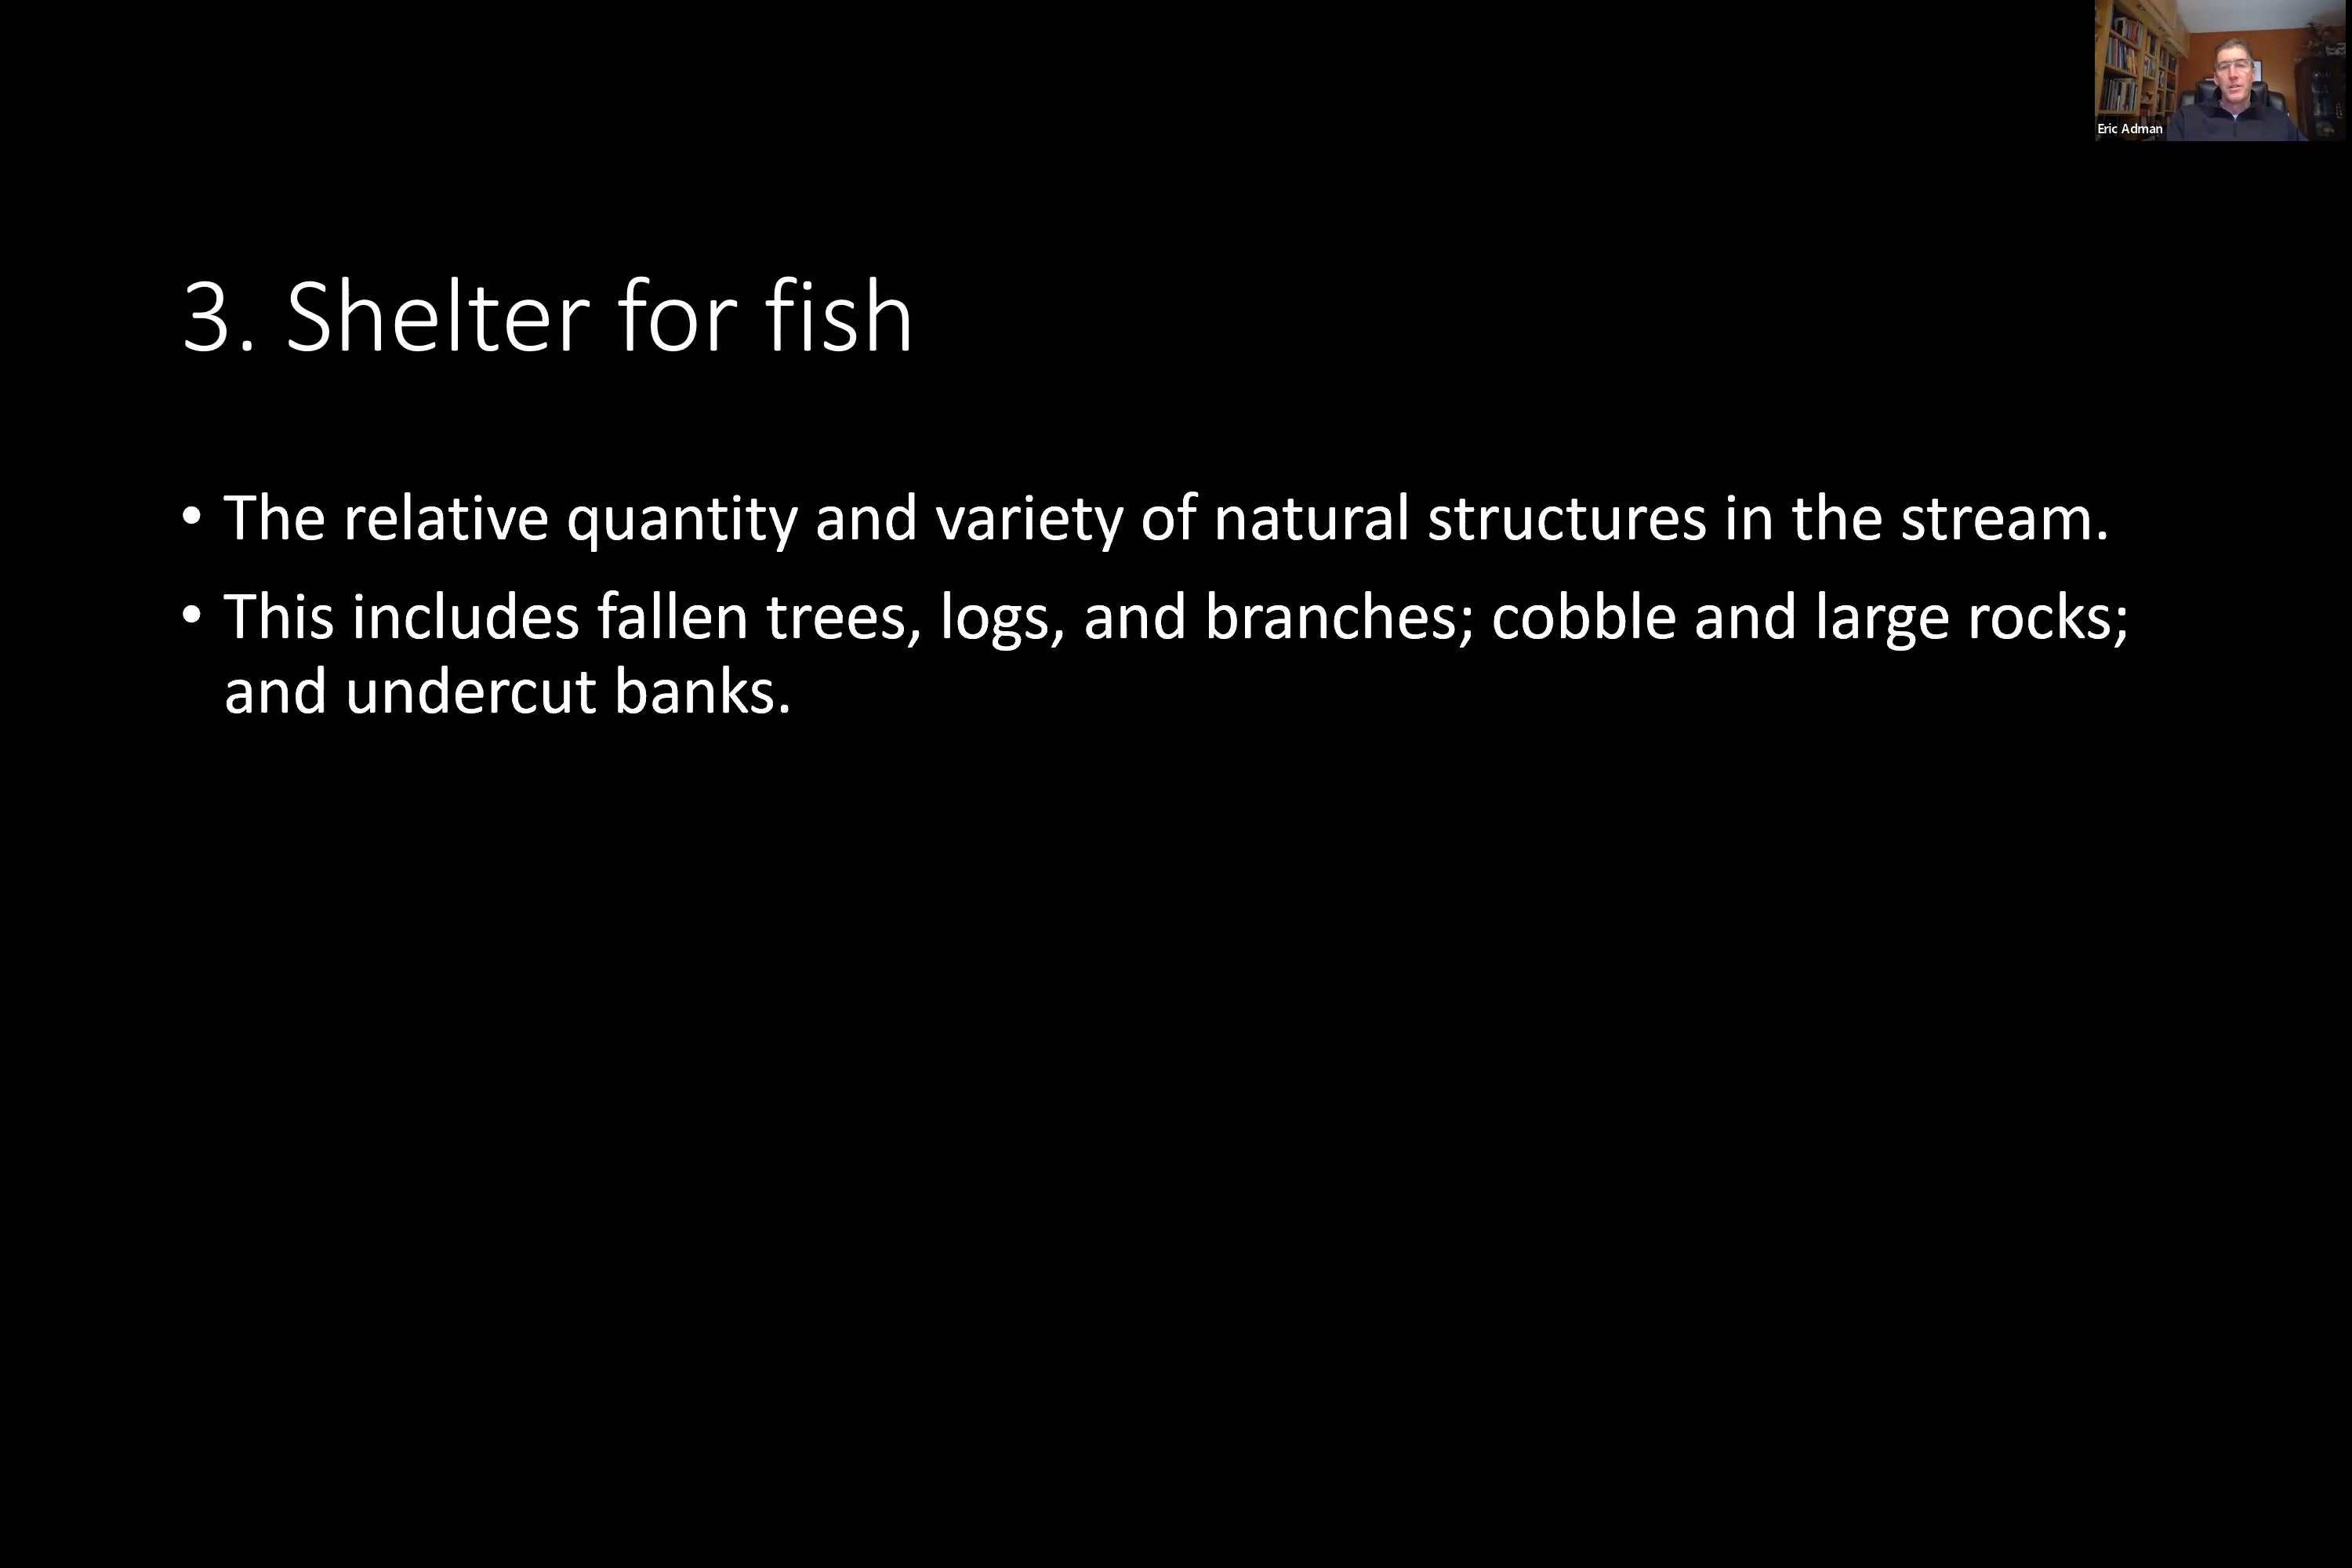 Eric Adman
3. Shelter for fish
• The relative quantity and variety of natural structures in the stream.
• This includes fallen trees, logs, and branches; cobble and large rocks;
and undercut banks.